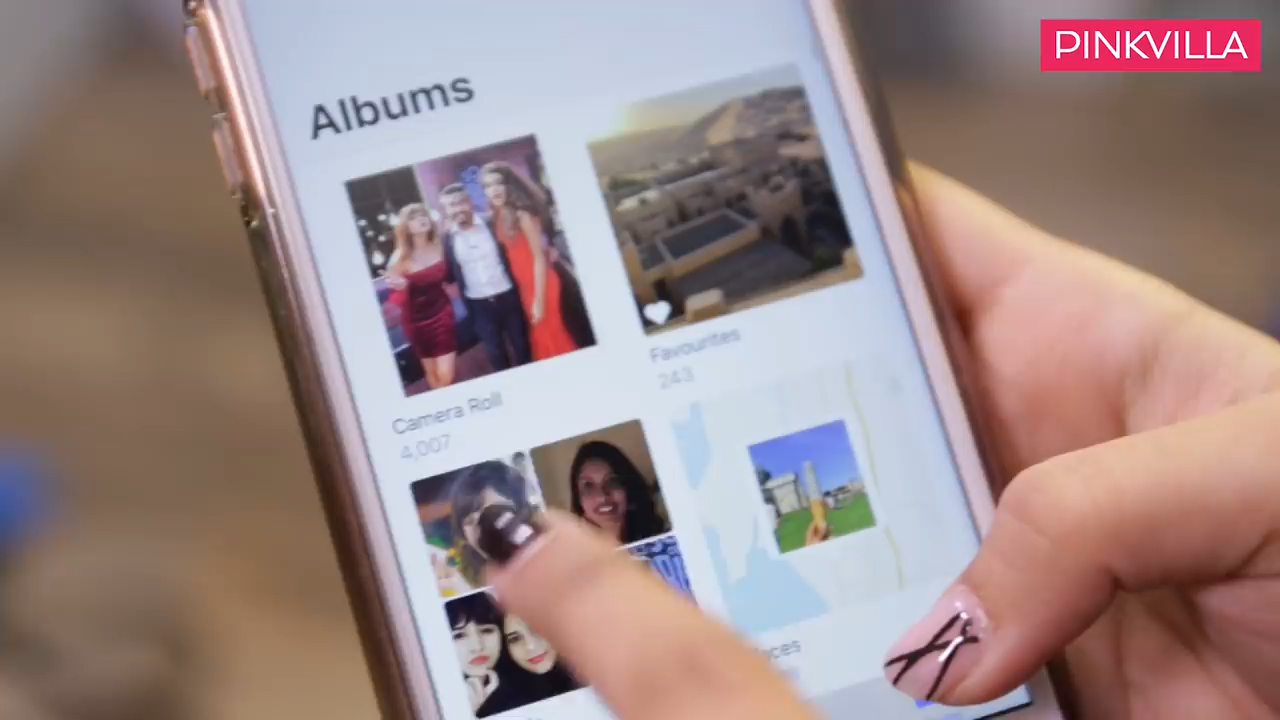 PINKVILLA
Albums
Camera Roll
4,007
Favourites
243